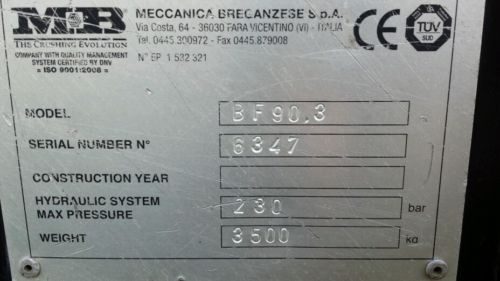 MB
THE CRUSHING EVOLUTION
COMPANY WITH QUALITY MANAGEMENT
SYSTEM CERTIFIED BY DNV
= ISO 9001:2008 =
MECCANICA BREGANZESE S.p.A.
Via Costa, 64 - 36030 FARA VICENTINO (VI) - ITALIA
Tel. 0445.300972 - Fax 0445.879008
N° EP 1 532 321
CE
TÜV
SUD
MODEL BF90.3
SERIAL NUMBER N° 6347
CONSTRUCTION YEAR
HYDRAULIC SYSTEM
MAX PRESSURE 230 bar
WEIGHT 3500 kg